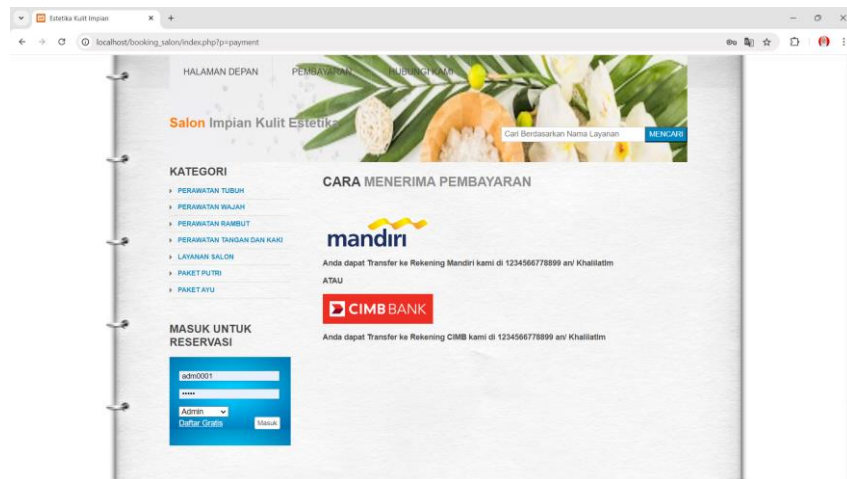 Estetika Kulit Impian
localhost/booking_salon/index.php?p=payment
HALAMAN DEPAN PEMBAYARAN HUBUNGI KAMI
Salon Impian Kulit Estetika
Cari Berdasarkan Nama Layanan MENCARI
KATEGORI
PERAWATAN TUBUH
PERAWATAN WAJAH
PERAWATAN RAMBUT
PERAWATAN TANGAN DAN KAKI
LAYANAN SALON
PAKET PUTRI
PAKET AYU
MASUK UNTUK
RESERVASI
adm0001
•••••
Admin
Daftar Gratis Masuk
CARA MENERIMA PEMBAYARAN
mandiri
Anda dapat Transfer ke Rekening Mandiri kami di 1234566778899 an/ Khalilatim
ATAU
CIMB BANK
Anda dapat Transfer ke Rekening CIMB kami di 1234566778899 an/ Khalilatim